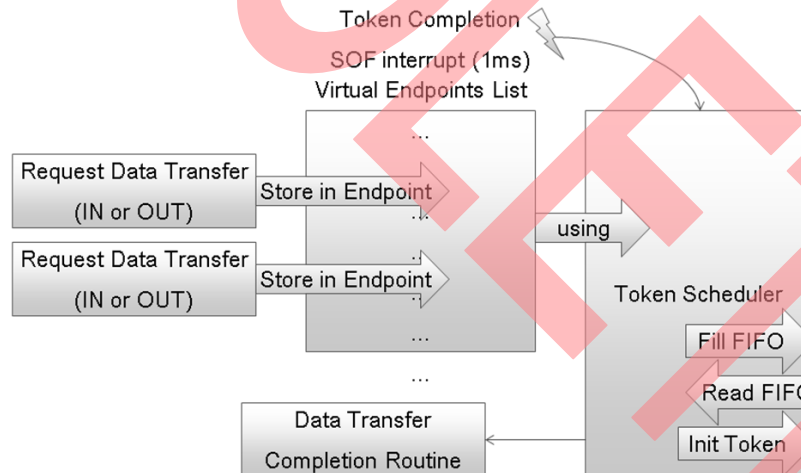 Token Completion
SOF interrupt (1ms)
Virtual Endpoints List
...
Request Data Transfer
(IN or OUT)
Store in Endpoint
...
using
Request Data Transfer
(IN or OUT)
Store in Endpoint
...
...
...
...
Token Scheduler
Fill FIFO
Read FIFO
Init Token
Data Transfer
Completion Routine